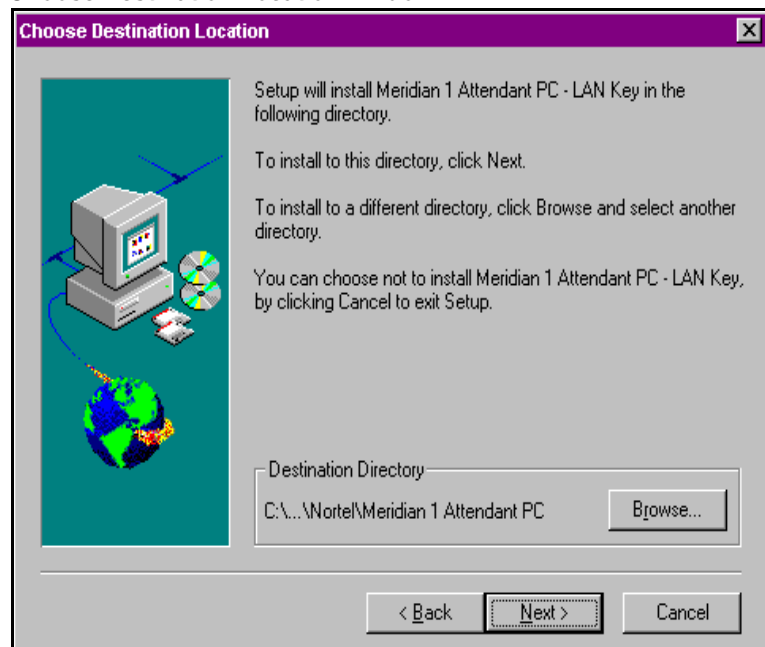 Choose Destination Location
Setup will install Meridian 1 Attendant PC - LAN Key in the
following directory.
To install to this directory, click Next.
To install to a different directory, click Browse and select another
directory.
You can choose not to install Meridian 1 Attendant PC - LAN Key,
by clicking Cancel to exit Setup.
Destination Directory
C:\...\Nortel\Meridian 1 Attendant PC
Browse...
< Back
Next >
Cancel